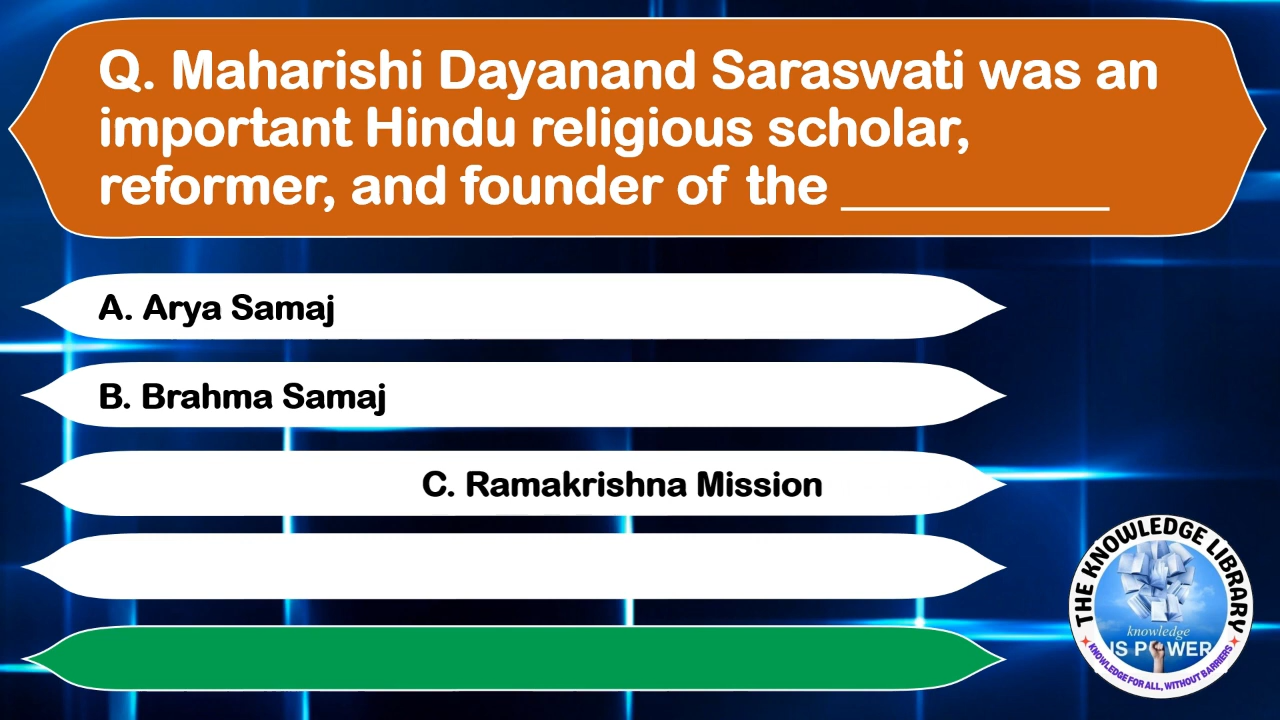 Q. Maharishi Dayanand Saraswati was an
important Hindu religious scholar,
reformer, and founder of the __________
A. Arya Samaj
B. Brahma Samaj
C. Ramakrishna Mission
THE KNOWLEDGE LIBRARY
knowledge
IS POWER
KNOWLEDGE FOR ALL, WITHOUT BARRIERS